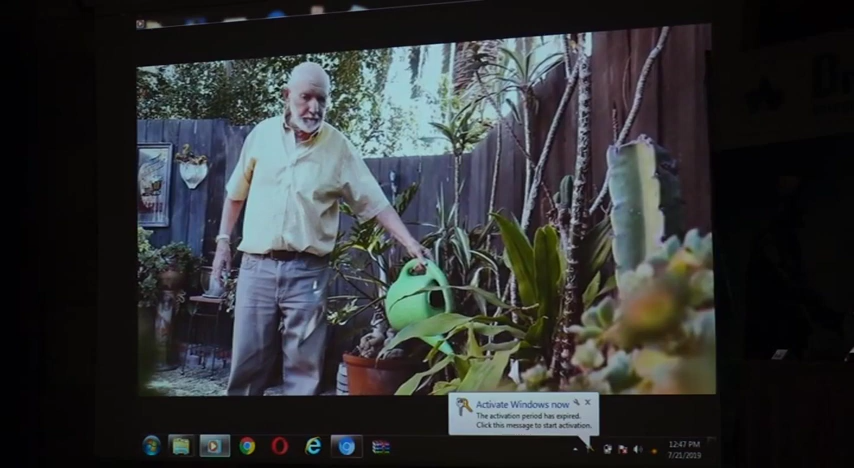 Activate Windows now
The activation period has expired.
Click this message to start activation.
12:47 PM
7/21/2019